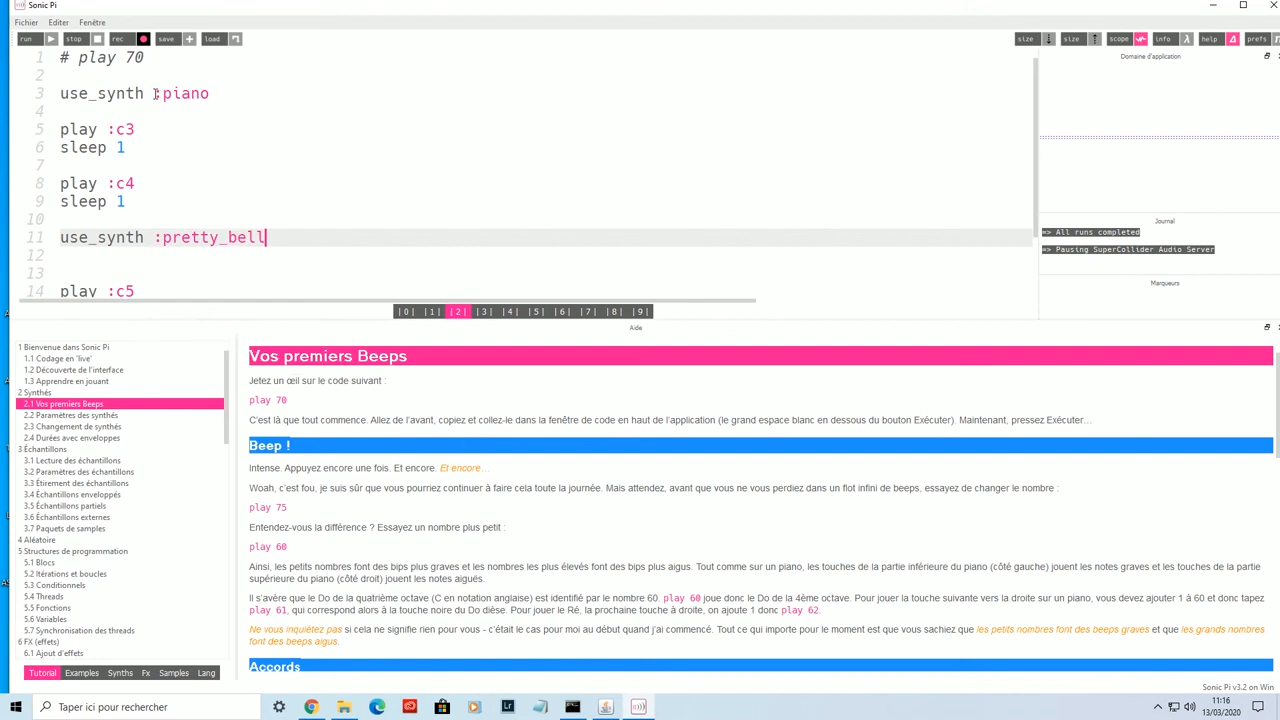 Sonic Pi
Fichier Editer Fenêtre
run stop rec save load size size scope info help prefs
1 # play 70
2
3 use_synth :piano
4
5 play :c3
6 sleep 1
7
8 play :c4
9 sleep 1
10
11 use_synth :pretty_bell
12
13
14 play :c5
Domaine d'application
Journal
=> All runs completed
=> Pausing SuperCollider Audio Server
Marqueurs
|0| |1| |2| |3| |4| |5| |6| |7| |8| |9|
Aide
1 Bienvenue dans Sonic Pi
1.1 Codage en 'live'
1.2 Découverte de l'interface
1.3 Apprendre en jouant
2 Synthés
2.1 Vos premiers Beeps
2.2 Paramètres des synthés
2.3 Changement de synthés
2.4 Durées avec enveloppes
3 Échantillons
3.1 Lecture des échantillons
3.2 Paramètres des échantillons
3.3 Étirement des échantillons
3.4 Échantillons enveloppés
3.5 Échantillons partiels
3.6 Échantillons externes
3.7 Paquets de samples
4 Aléatoire
5 Structures de programmation
5.1 Blocs
5.2 Itérations et boucles
5.3 Conditionnels
5.4 Threads
5.5 Fonctions
5.6 Variables
5.7 Synchronisation des threads
6 FX (effets)
6.1 Ajout d'effets
Tutorial Examples Synths Fx Samples Lang
Vos premiers Beeps
Jetez un œil sur le code suivant :
play 70
C'est là que tout commence. Allez de l'avant, copiez et collez-le dans la fenêtre de code en haut de l'application (le grand espace blanc en dessous du bouton Exécuter). Maintenant, pressez Exécuter…
Beep !
Intense. Appuyez encore une fois. Et encore. Et encore…
Woah, c'est fou, je suis sûr que vous pourriez continuer à faire cela toute la journée. Mais attendez, avant que vous ne vous perdiez dans un flot infini de beeps, essayez de changer le nombre :
play 75
Entendez-vous la différence ? Essayez un nombre plus petit :
play 60
Ainsi, les petits nombres font des bips plus graves et les nombres les plus élevés font des bips plus aigus. Tout comme sur un piano, les touches de la partie inférieure du piano (côté gauche) jouent les notes graves et les touches de la partie
supérieure du piano (côté droit) jouent les notes aiguës.
Il s'avère que le Do de la quatrième octave (C en notation anglaise) est identifié par le nombre 60. play 60 joue donc le Do de la 4ème octave. Pour jouer la touche suivante vers la droite sur un piano, vous devez ajouter 1 à 60 et donc tapez
play 61, qui correspond alors à la touche noire du Do dièse. Pour jouer le Ré, la prochaine touche à droite, on ajoute 1 donc play 62.
Ne vous inquiétez pas si cela ne signifie rien pour vous - c'était le cas pour moi au début quand j'ai commencé. Tout ce qui importe pour le moment est que vous sachiez que les petits nombres font des beeps graves et que les grands nombres
font des beeps aigus.
Accords
Sonic Pi v3.2 on Win
Taper ici pour rechercher
11:16
13/03/2020